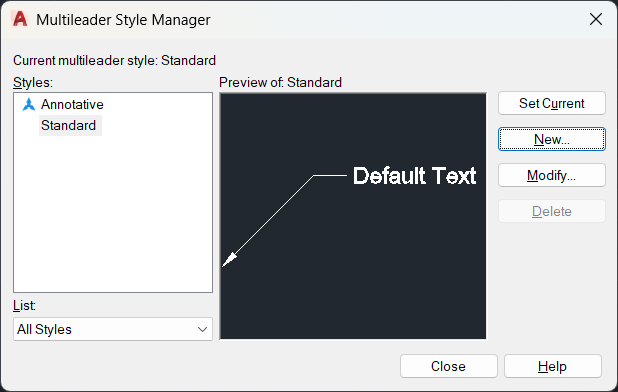 Multileader Style Manager
Current multileader style: Standard
Styles:
Annotative
Standard
Preview of: Standard
Default Text
Set Current
New...
Modify...
Delete
List:
All Styles
Close
Help